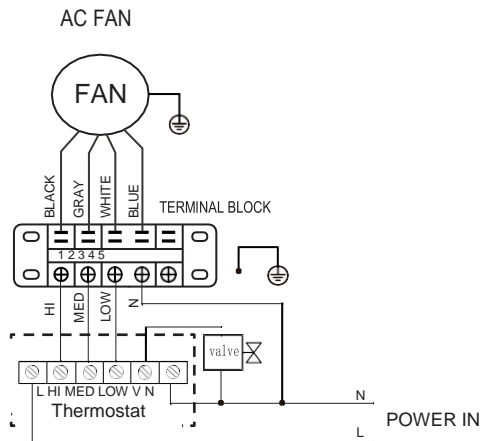 AC FAN
FAN
BLACK
GRAY
WHITE
BLUE
TERMINAL BLOCK
1 2 3 4 5
HI
MED
LOW
N
valve
L HI MED LOW V N
Thermostat
N
POWER IN
L